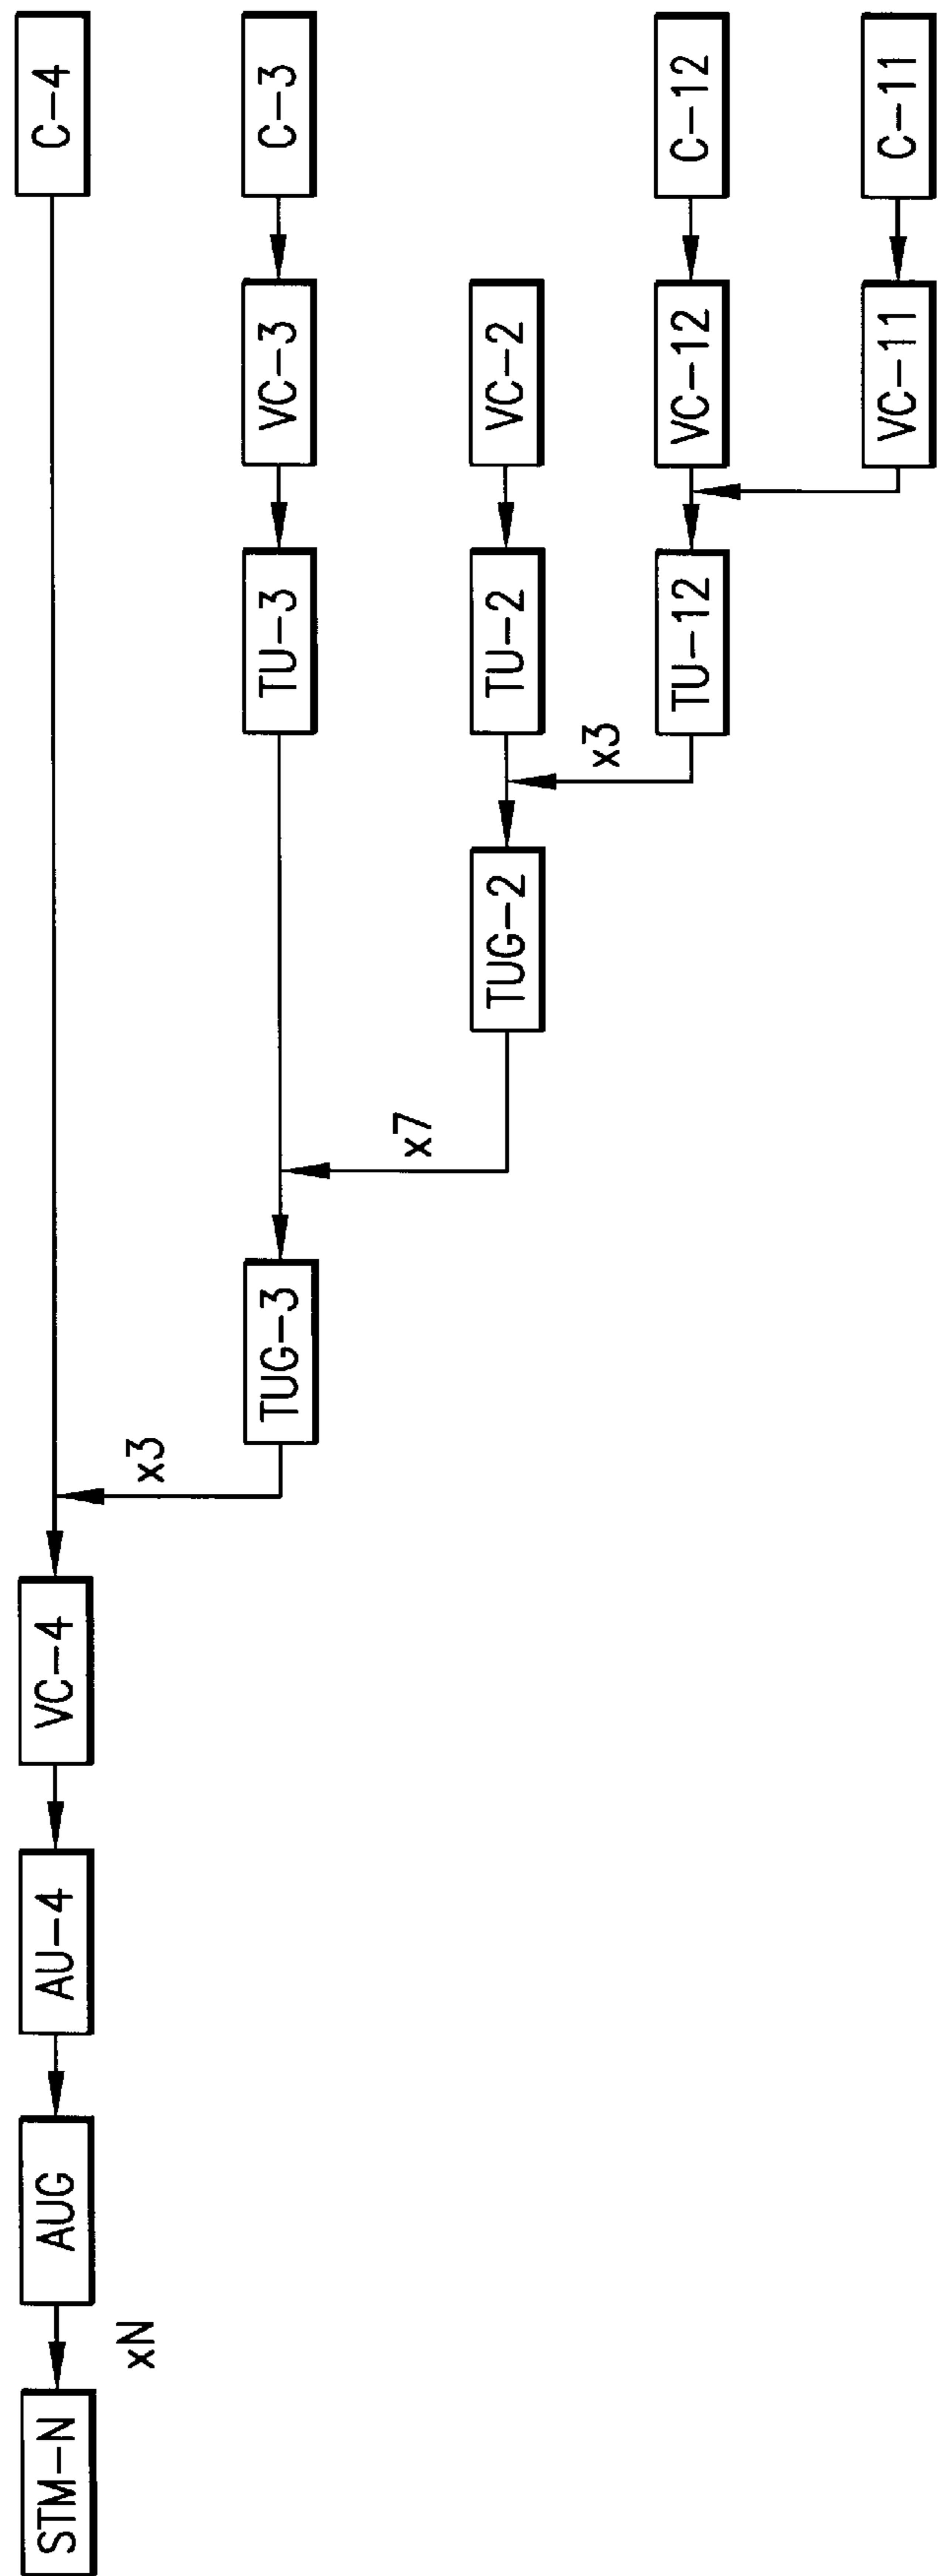 STM-N
xN
AUG
AU-4
VC-4
x3
C-4
TUG-3
x7
TU-3
VC-3
C-3
TUG-2
x3
TU-2
VC-2
TU-12
VC-12
C-12
VC-11
C-11